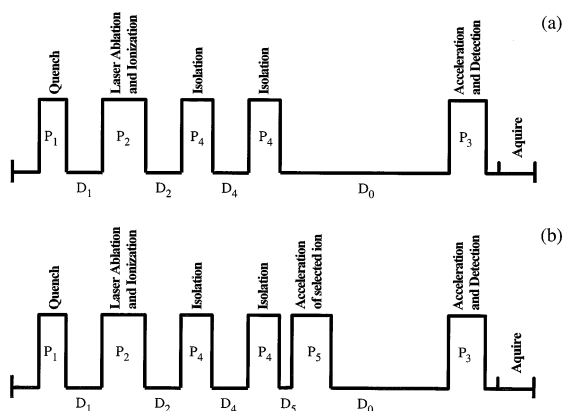 (a)
Quench
Laser Ablation
and Ionization
Isolation
Isolation
Acceleration
and Detection
Aquire
P1
P2
P4
P4
P3
D1
D2
D4
D0
(b)
Quench
Laser Ablation
and Ionization
Isolation
Isolation
Acceleration
of selected ion
Acceleration
and Detection
Aquire
P1
P2
P4
P4
P5
P3
D1
D2
D4
D5
D0